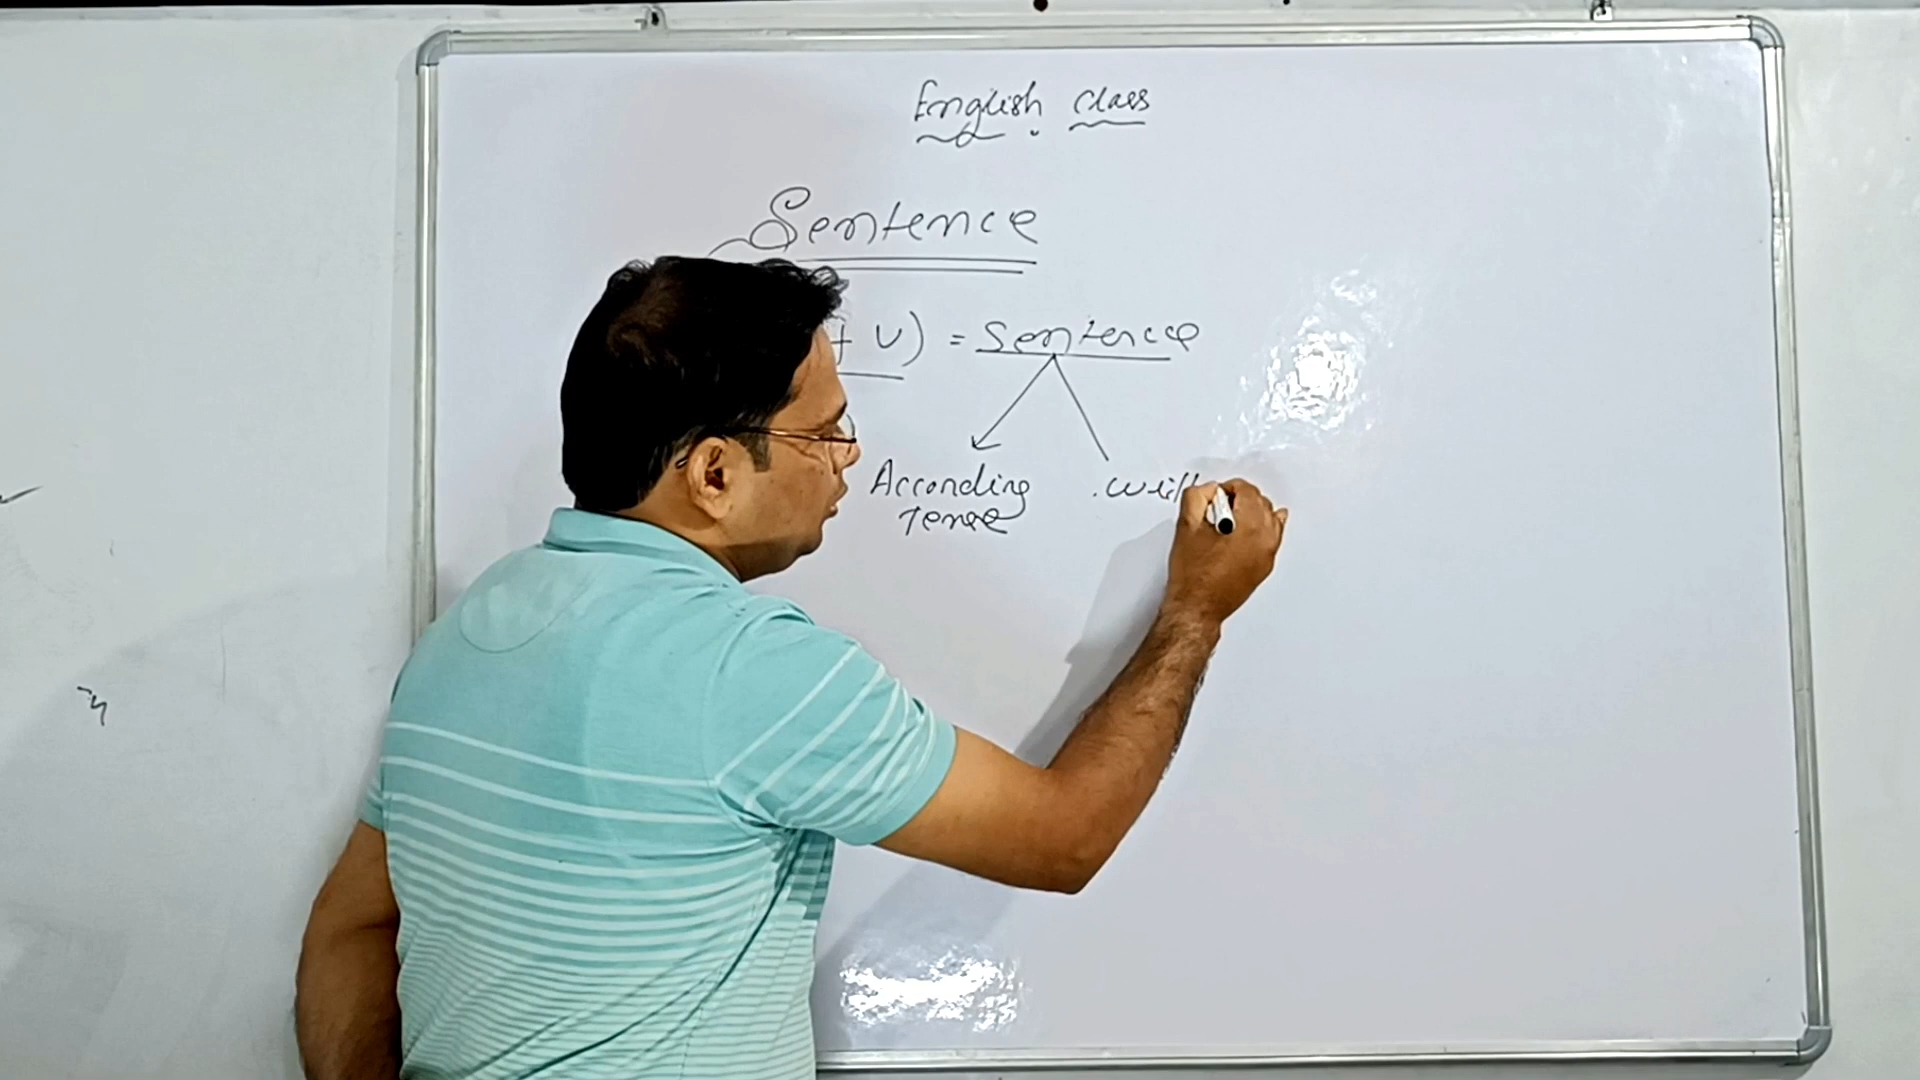 English Class
Sentence
+ V) = Sentence
According
Tense